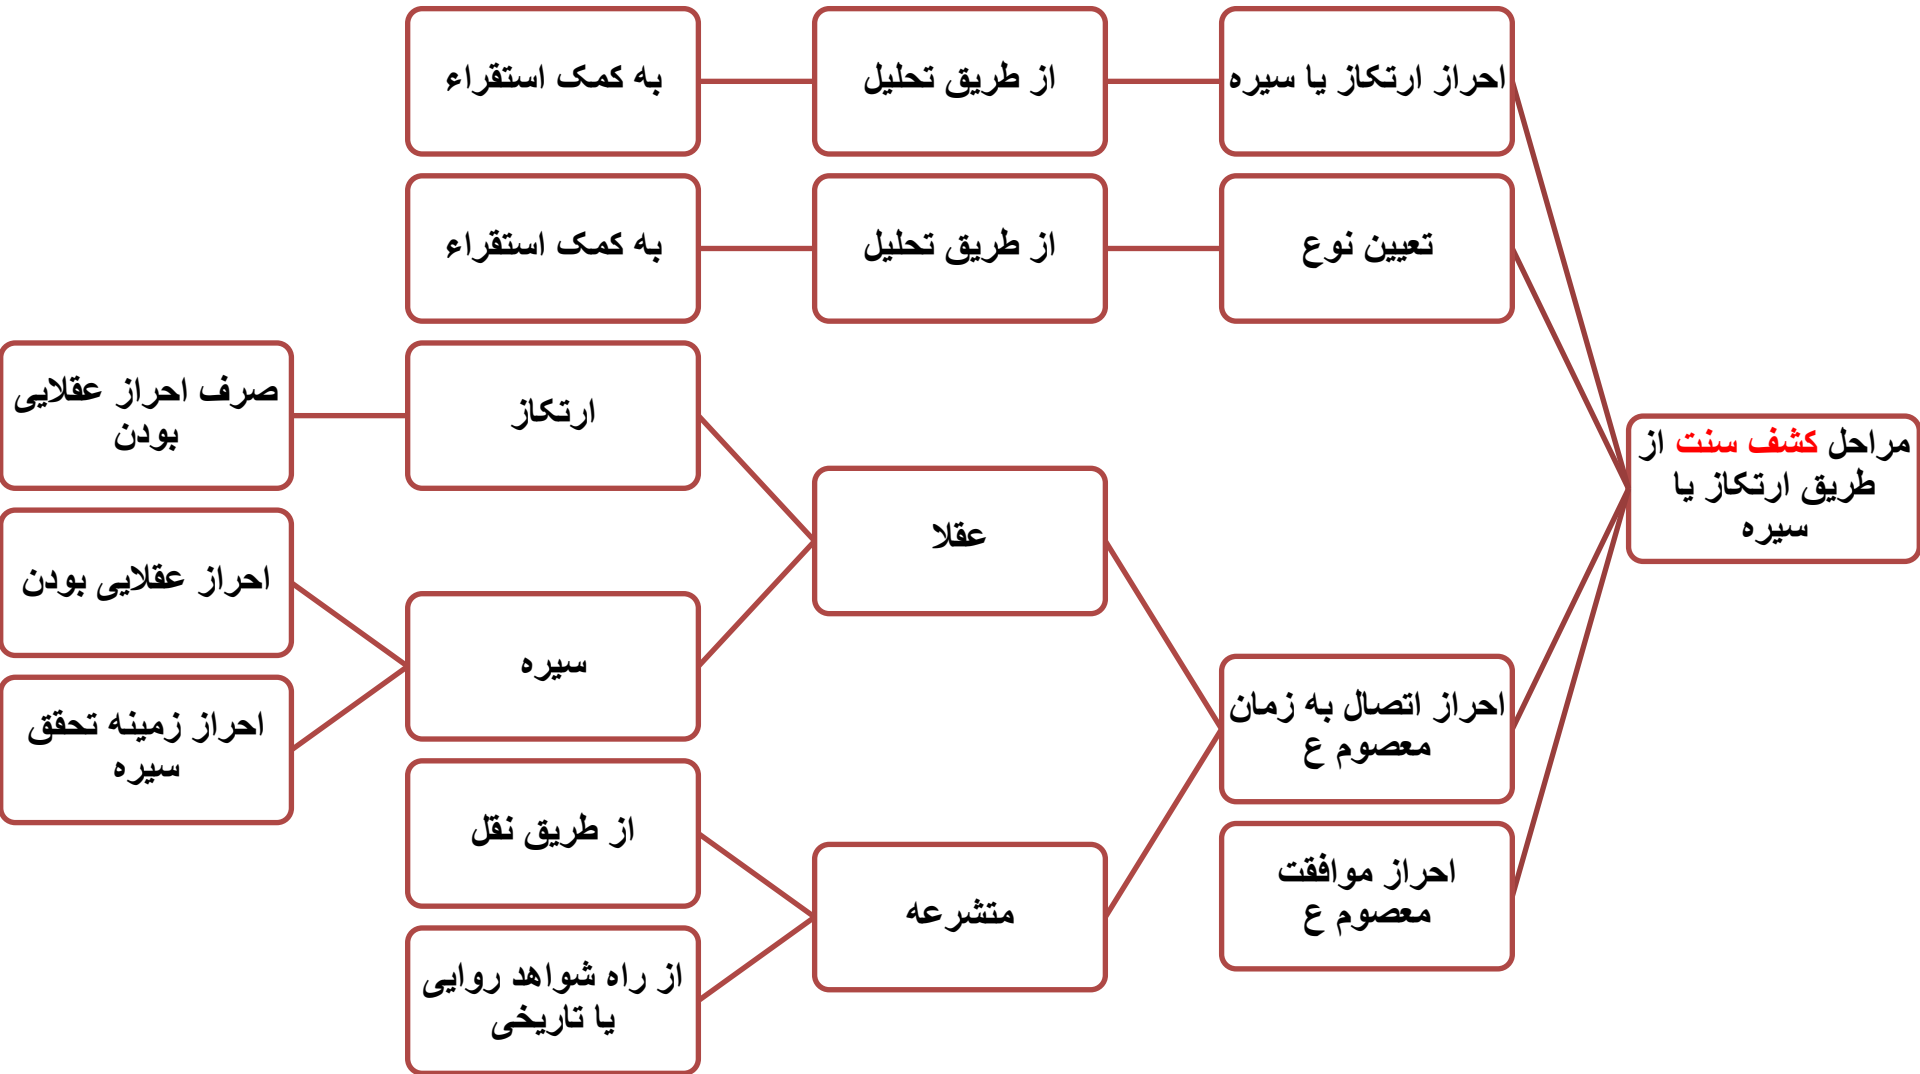 مراحل کشف سنت از
طریق ارتکاز یا
سیره
احراز ارتکاز یا سیره
از طریق تحلیل
به کمک استقراء
تعیین نوع
از طریق تحلیل
به کمک استقراء
احراز اتصال به زمان
معصوم ع
عقلا
ارتکاز
صرف احراز عقلایی
بودن
سیره
احراز عقلایی بودن
احراز زمینه تحقق
سیره
متشرعه
از طریق نقل
از راه شواهد روایی
یا تاریخی
احراز موافقت
معصوم ع